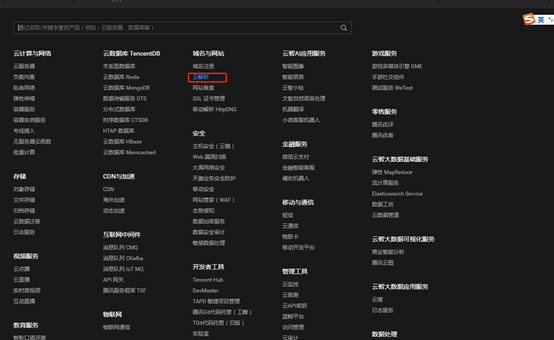 通过名称/关键字查找产品（例如：云服务器、数据库等）
英
云计算与网络
云服务器
负载均衡
私有网络
弹性伸缩
容器服务
容器实例服务
专线接入
无服务器云函数
批量计算
存储
对象存储
文件存储
归档存储
云数据迁移
日志服务
视频服务
云点播
云直播
实时音视频
互动直播
教育服务
智聆口语评测
云数据库 TencentDB
关系型数据库
云数据库 Redis
云数据库 MongoDB
数据传输服务 DTS
分布式数据库
时序数据库 CTSDB
HTAP 数据库
云数据库 HBase
云数据库 Memcached
CDN与加速
CDN
海外加速
动态加速
互联网中间件
消息队列 CMQ
消息队列 CKafka
消息队列 IoT MQ
API 网关
腾讯服务框架 TSF
物联网
物联网通信
域名与网站
域名注册
云解析
网站备案
SSL 证书管理
移动解析 HttpDNS
安全
主机安全（云镜）
Web 漏洞扫描
大禹网络安全
天御业务安全防护
移动安全
网站管家（WAF）
态势感知
数据加密服务
数据安全审计
敏感数据处理
开发者工具
Tencent Hub
DevMaster
TAPD 敏捷项目管理
腾讯Git代码托管（工蜂）
TGit代码托管（旧版）
实验室
云智AI应用服务
智能图像
智能语音
云智小钛
文智自然语言处理
机器翻译
小微客服机器人
金融服务
微信云支付
金融智能客服
催收机器人
移动与通信
短信
云通信
物联卡
移动开发平台
管理工具
云监控
云拨测
云API密钥
蓝鲸平台
访问管理
云审计
游戏服务
游戏多媒体引擎 GME
手游社交组件
测试服务 WeTest
零售服务
腾讯优评
腾讯优客
云智大数据基础服务
弹性 MapReduce
流计算服务
Elasticsearch Service
数据工坊
云数据管道
云智大数据可视化服务
商业智能分析
腾讯云图
云智大数据应用服务
云搜
日志服务
数据处理